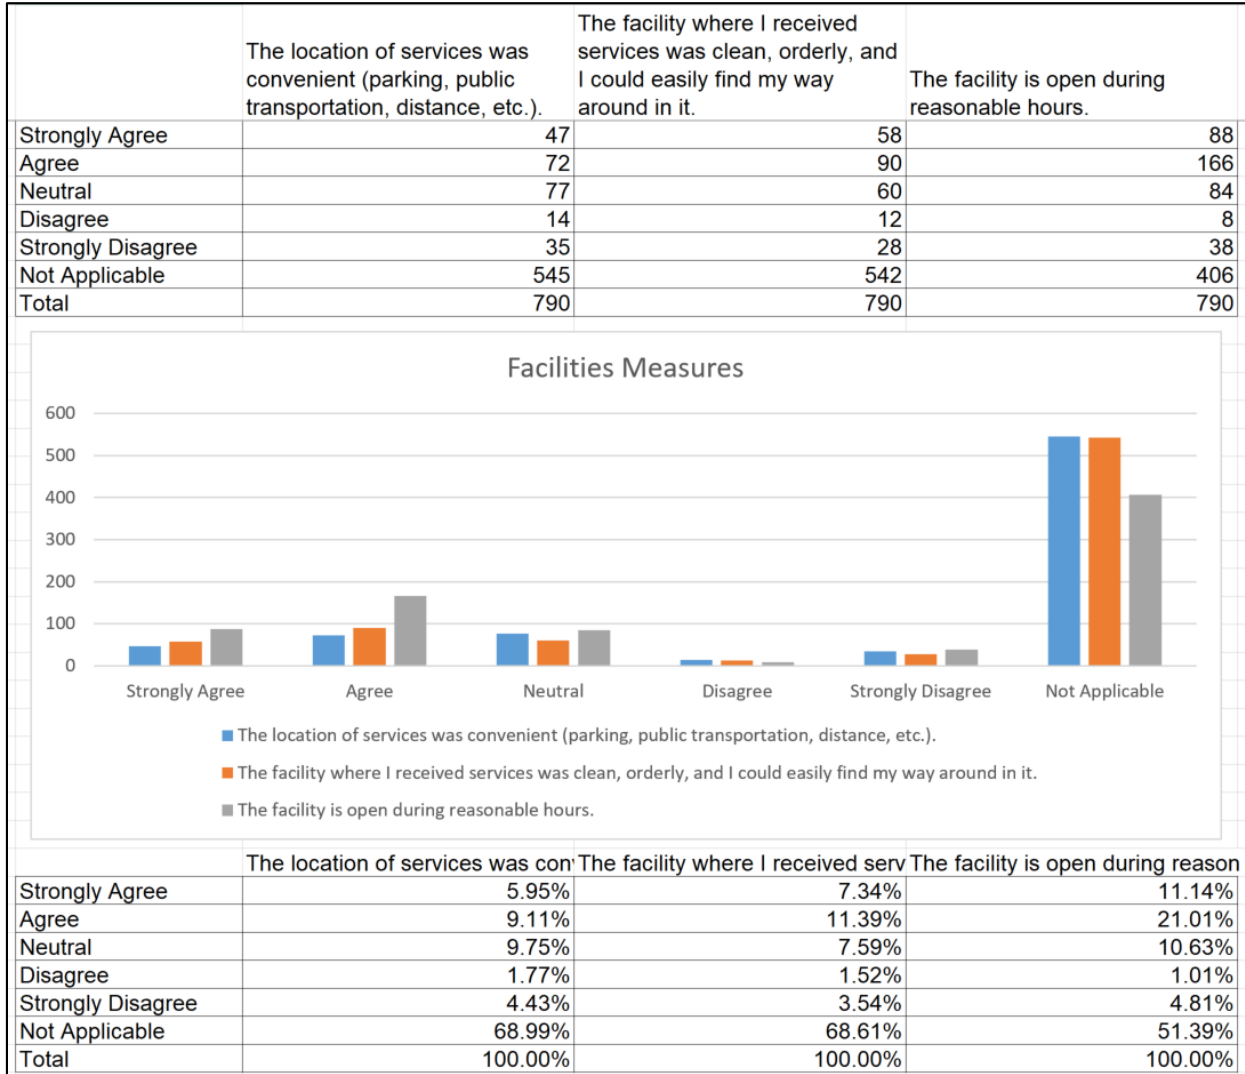 The location of services was
convenient (parking, public
transportation, distance, etc.).
The facility where I received
services was clean, orderly, and
I could easily find my way
around in it.
The facility is open during
reasonable hours.
Strongly Agree 47 58 88
Agree 72 90 166
Neutral 77 60 84
Disagree 14 12 8
Strongly Disagree 35 28 38
Not Applicable 545 542 406
Total 790 790 790
Facilities Measures
600
500
400
300
200
100
0
Strongly Agree Agree Neutral Disagree Strongly Disagree Not Applicable
The location of services was convenient (parking, public transportation, distance, etc.).
The facility where I received services was clean, orderly, and I could easily find my way around in it.
The facility is open during reasonable hours.
The location of services was con The facility where I received serv The facility is open during reason
Strongly Agree 5.95% 7.34% 11.14%
Agree 9.11% 11.39% 21.01%
Neutral 9.75% 7.59% 10.63%
Disagree 1.77% 1.52% 1.01%
Strongly Disagree 4.43% 3.54% 4.81%
Not Applicable 68.99% 68.61% 51.39%
Total 100.00% 100.00% 100.00%